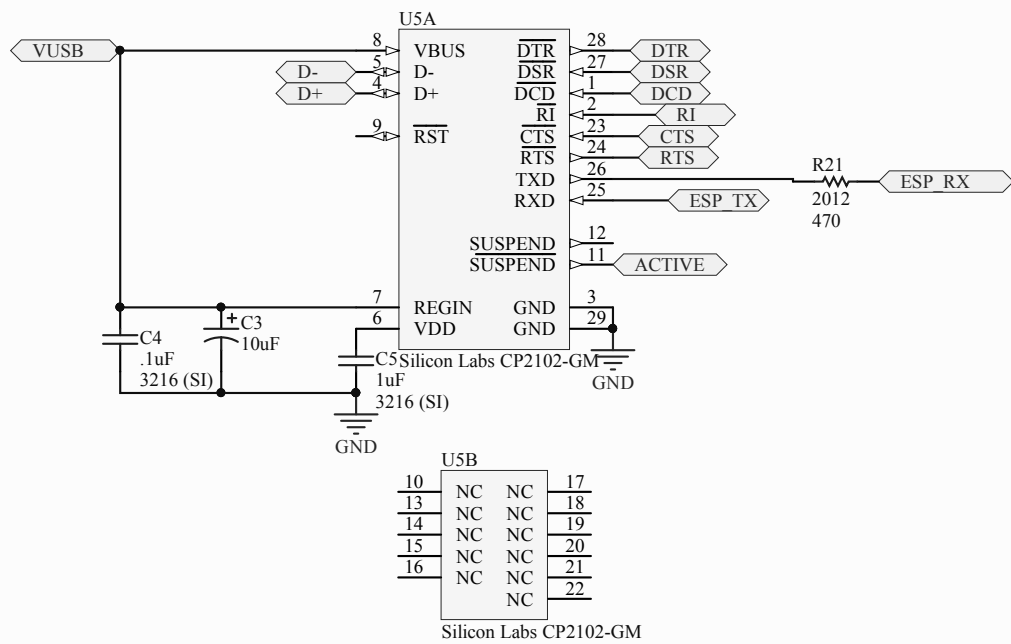 U5A
VUSB
8 VBUS
DTR 28 DTR
D- 5 D-
DSR 27 DSR
D+ 4 D+
DCD 1 DCD
RI 2 RI
9 RST
CTS 23 CTS
RTS 24 RTS
TXD 26
R21
2012
470
ESP_RX
RXD 25 ESP_TX
SUSPEND 12
SUSPEND 11 ACTIVE
7 REGIN
GND 3
6 VDD
GND 29
C4
.1uF
3216 (SI)
+ C3
10uF
C5
1uF
3216 (SI)
Silicon Labs CP2102-GM
GND
GND
U5B
10 NC NC 17
13 NC NC 18
14 NC NC 19
15 NC NC 20
16 NC NC 21
NC 22
Silicon Labs CP2102-GM